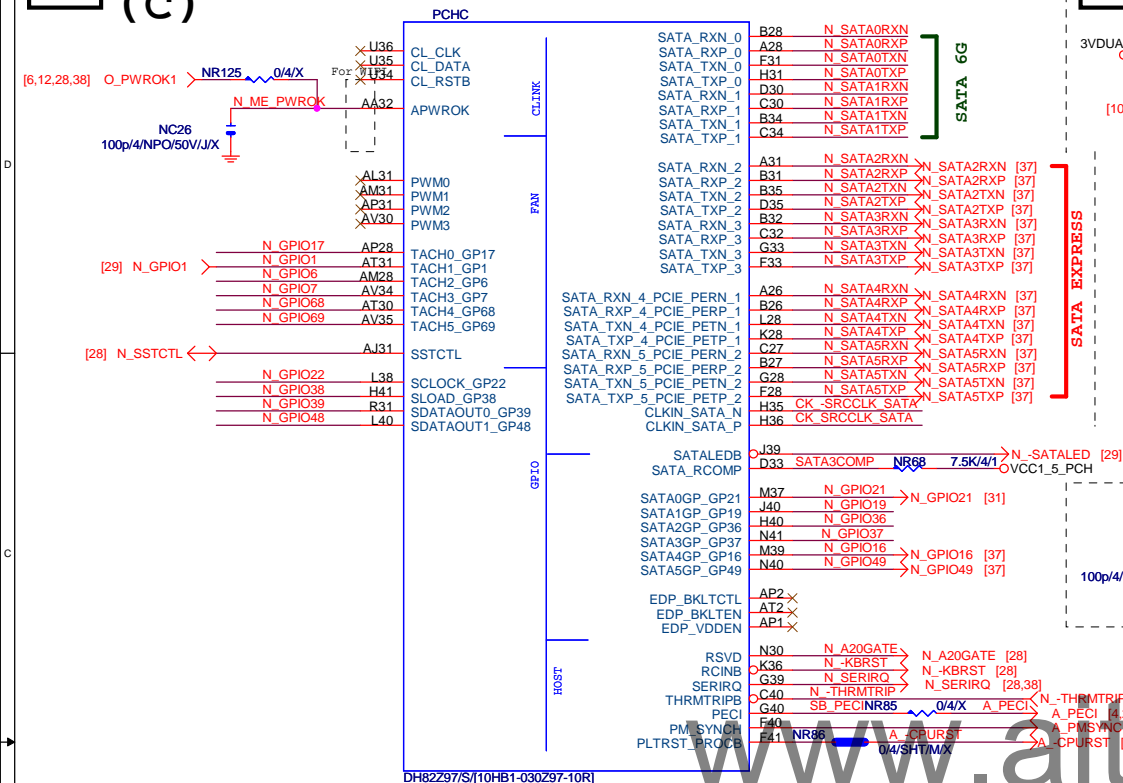 (C)
PCHC
[6,12,28,38] O_PWROK1 NR125 0/4/X
N_ME_PWROK
NC26
100p/4/NPO/50V/J/X
For WIFI
U36 CL_CLK
U35 CL_DATA
U34 CL_RSTB
AA32 APWROK
CLINK
AL31 PWM0
AM31 PWM1
AP31 PWM2
AV30 PWM3
FAN
N_GPIO17 AP28 TACH0_GP17
[29] N_GPIO1 N_GPIO1 AT31 TACH1_GP1
N_GPIO6 AM28 TACH2_GP6
N_GPIO7 AV34 TACH3_GP7
N_GPIO68 AT30 TACH4_GP68
N_GPIO69 AV35 TACH5_GP69
[28] N_SSTCTL AJ31 SSTCTL
N_GPIO22 L38 SCLOCK_GP22
N_GPIO38 H41 SLOAD_GP38
N_GPIO39 R31 SDATAOUT0_GP39
N_GPIO48 L40 SDATAOUT1_GP48
GPIO
HOST
SATA_RXN_0 B28 N_SATA0RXN
SATA_RXP_0 A28 N_SATA0RXP
SATA_TXN_0 F31 N_SATA0TXN
SATA_TXP_0 H31 N_SATA0TXP
SATA_RXN_1 D30 N_SATA1RXN
SATA_RXP_1 C30 N_SATA1RXP
SATA_TXN_1 B34 N_SATA1TXN
SATA_TXP_1 C34 N_SATA1TXP
SATA 6G
SATA_RXN_2 A31 N_SATA2RXN N_SATA2RXN [37]
SATA_RXP_2 B31 N_SATA2RXP N_SATA2RXP [37]
SATA_TXN_2 B35 N_SATA2TXN N_SATA2TXN [37]
SATA_TXP_2 D35 N_SATA2TXP N_SATA2TXP [37]
SATA_RXN_3 B32 N_SATA3RXN N_SATA3RXN [37]
SATA_RXP_3 C32 N_SATA3RXP N_SATA3RXP [37]
SATA_TXN_3 G33 N_SATA3TXN N_SATA3TXN [37]
SATA_TXP_3 F33 N_SATA3TXP N_SATA3TXP [37]
SATA_RXN_4_PCIE_PERN_1 A26 N_SATA4RXN N_SATA4RXN [37]
SATA_RXP_4_PCIE_PERP_1 B26 N_SATA4RXP N_SATA4RXP [37]
SATA_TXN_4_PCIE_PETN_1 L28 N_SATA4TXN N_SATA4TXN [37]
SATA_TXP_4_PCIE_PETP_1 K28 N_SATA4TXP N_SATA4TXP [37]
SATA_RXN_5_PCIE_PERN_2 C27 N_SATA5RXP N_SATA5RXN [37]
SATA_RXP_5_PCIE_PERP_2 B27 N_SATA5RXP N_SATA5RXP [37]
SATA_TXN_5_PCIE_PETN_2 G28 N_SATA5TXN N_SATA5TXN [37]
SATA_TXP_5_PCIE_PETP_2 F28 N_SATA5TXP N_SATA5TXP [37]
SATA EXPRESS
CLKIN_SATA_N H35 CK_-SRCCLK_SATA
CLKIN_SATA_P H36 CK_SRCCLK_SATA
SATALEDB J39 N_-SATALED [29]
SATA_RCOMP D33 SATA3COMP NR68 7.5K/4/1 VCC1_5_PCH
SATA0GP_GP21 M37 N_GPIO21 N_GPIO21 [31]
SATA1GP_GP19 J40 N_GPIO19
SATA2GP_GP36 H40 N_GPIO36
SATA3GP_GP37 N41 N_GPIO37
SATA4GP_GP16 M39 N_GPIO16 N_GPIO16 [37]
SATA5GP_GP49 N40 N_GPIO49 N_GPIO49 [37]
EDP_BKLTCTL AP2
EDP_BKLTEN AT2
EDP_VDDEN AP1
RSVD N30 N_A20GATE N_A20GATE [28]
RCINB K36 N_-KBRST N_-KBRST [28]
SERIRQ G39 N_SERIRQ N_SERIRQ [28,38]
THRMTRIPB C40 N_-THRMTRIP N_-THRMTRIP
PECI G40 SB_PECI NR85 0/4/X A_PECI A_PECI [4,
PM_SYNCH F40 A_PMSYNC
PLTRST_PROCB F41 NR86 0/4/SHT/M/X A_-CPURST A_-CPURST [
DH82Z97/S/[10HB1-030Z97-10R]
3VDUA
[10
100p/4/
D
C
www.ait